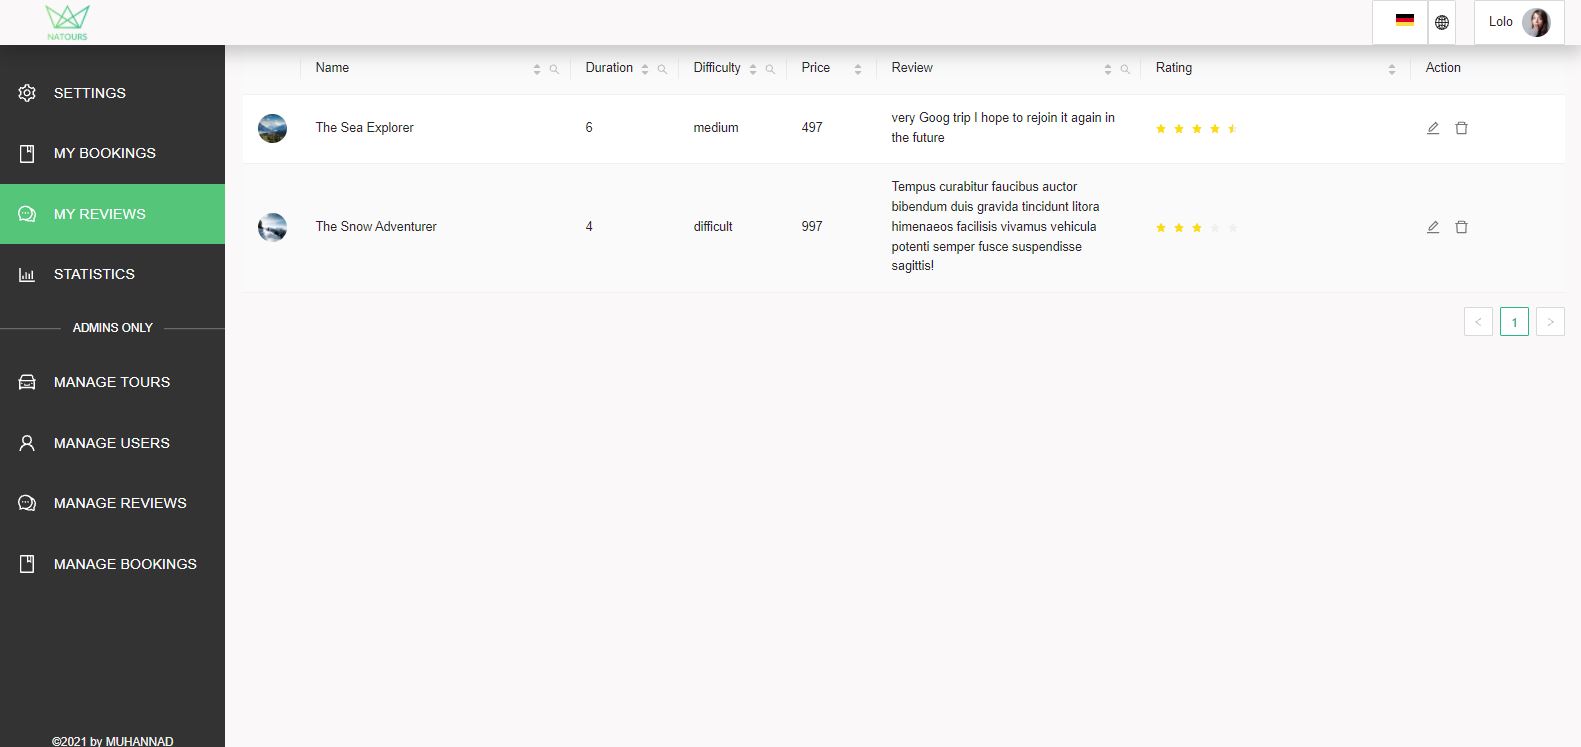 NATOURS
Lolo
SETTINGS
MY BOOKINGS
MY REVIEWS
STATISTICS
ADMINS ONLY
MANAGE TOURS
MANAGE USERS
MANAGE REVIEWS
MANAGE BOOKINGS
©2021 by MUHANNAD
Name Duration Difficulty Price Review Rating Action
The Sea Explorer 6 medium 497
very Goog trip I hope to rejoin it again in
the future
The Snow Adventurer 4 difficult 997
Tempus curabitur faucibus auctor
bibendum duis gravida tincidunt litora
himenaeos facilisis vivamus vehicula
potenti semper fusce suspendisse
sagittis!
< 1 >